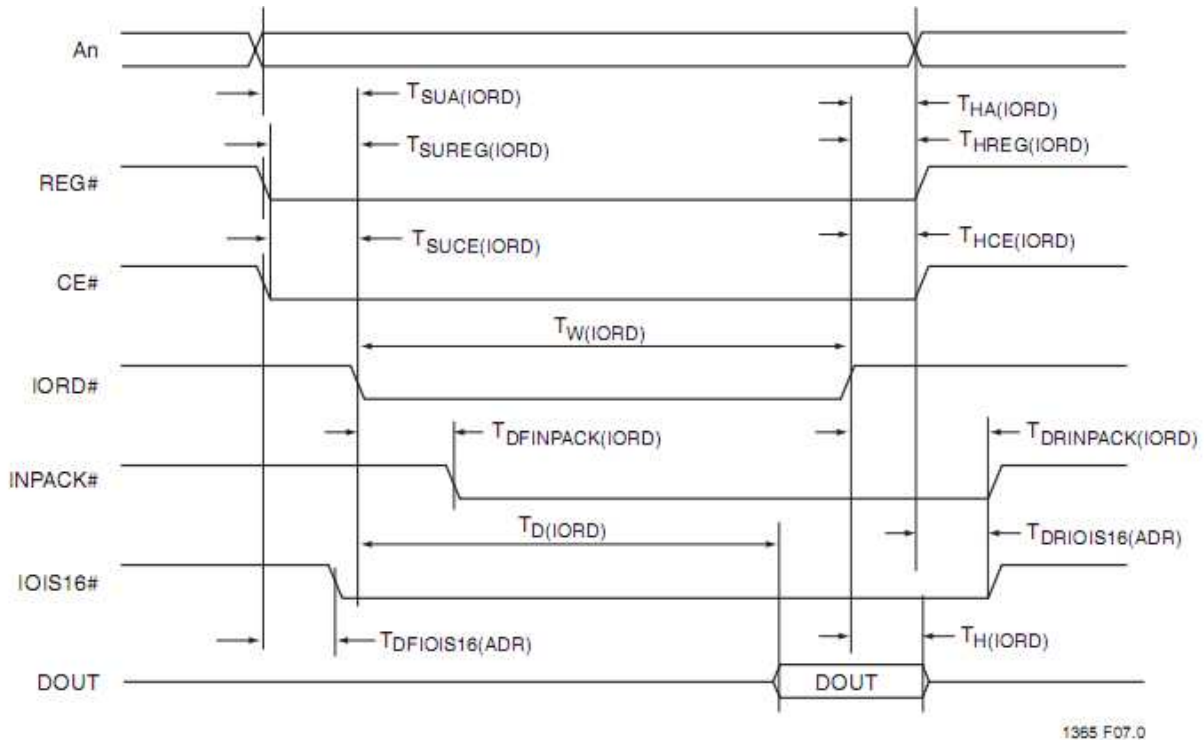 An
TSUA(IORD)
THA(IORD)
TSUREG(IORD)
THREG(IORD)
REG#
TSUCE(IORD)
THCE(IORD)
CE#
TW(IORD)
IORD#
TDFINPACK(IORD)
TDRINPACK(IORD)
INPACK#
TD(IORD)
TDRIOIS16(ADR)
IOIS16#
TDFIOIS16(ADR)
TH(IORD)
DOUT
DOUT
1365 F07.0